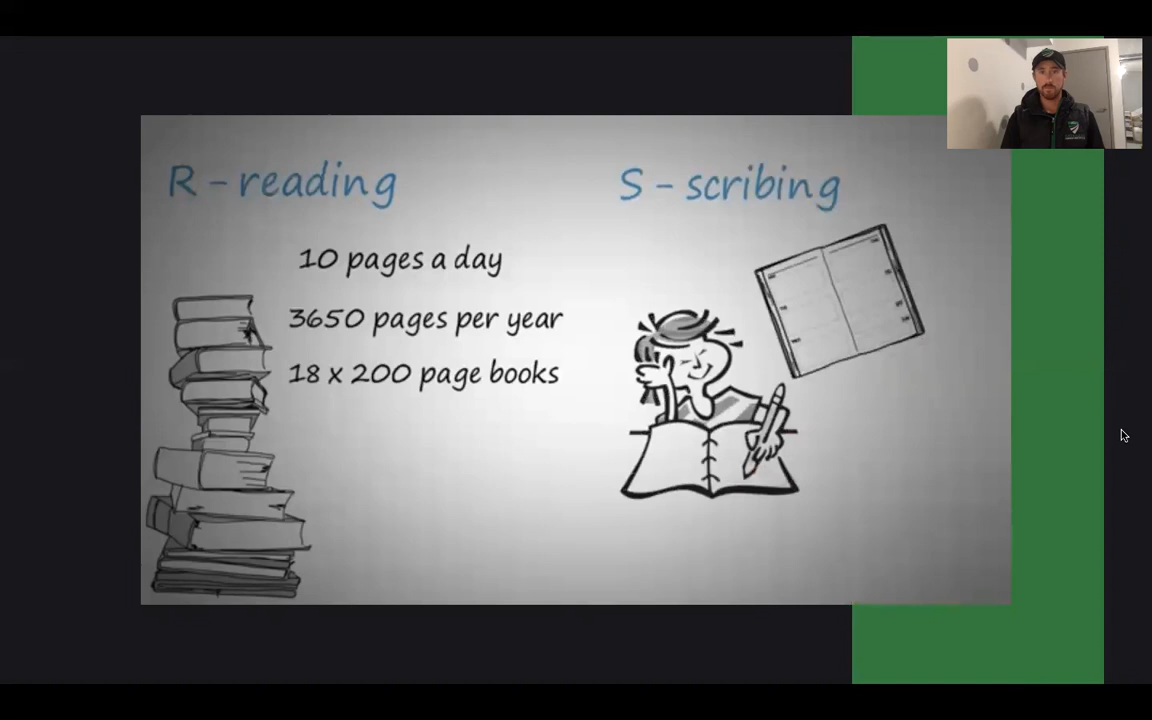 R - reading
10 pages a day
3650 pages per year
18 x 200 page books
S - scribing